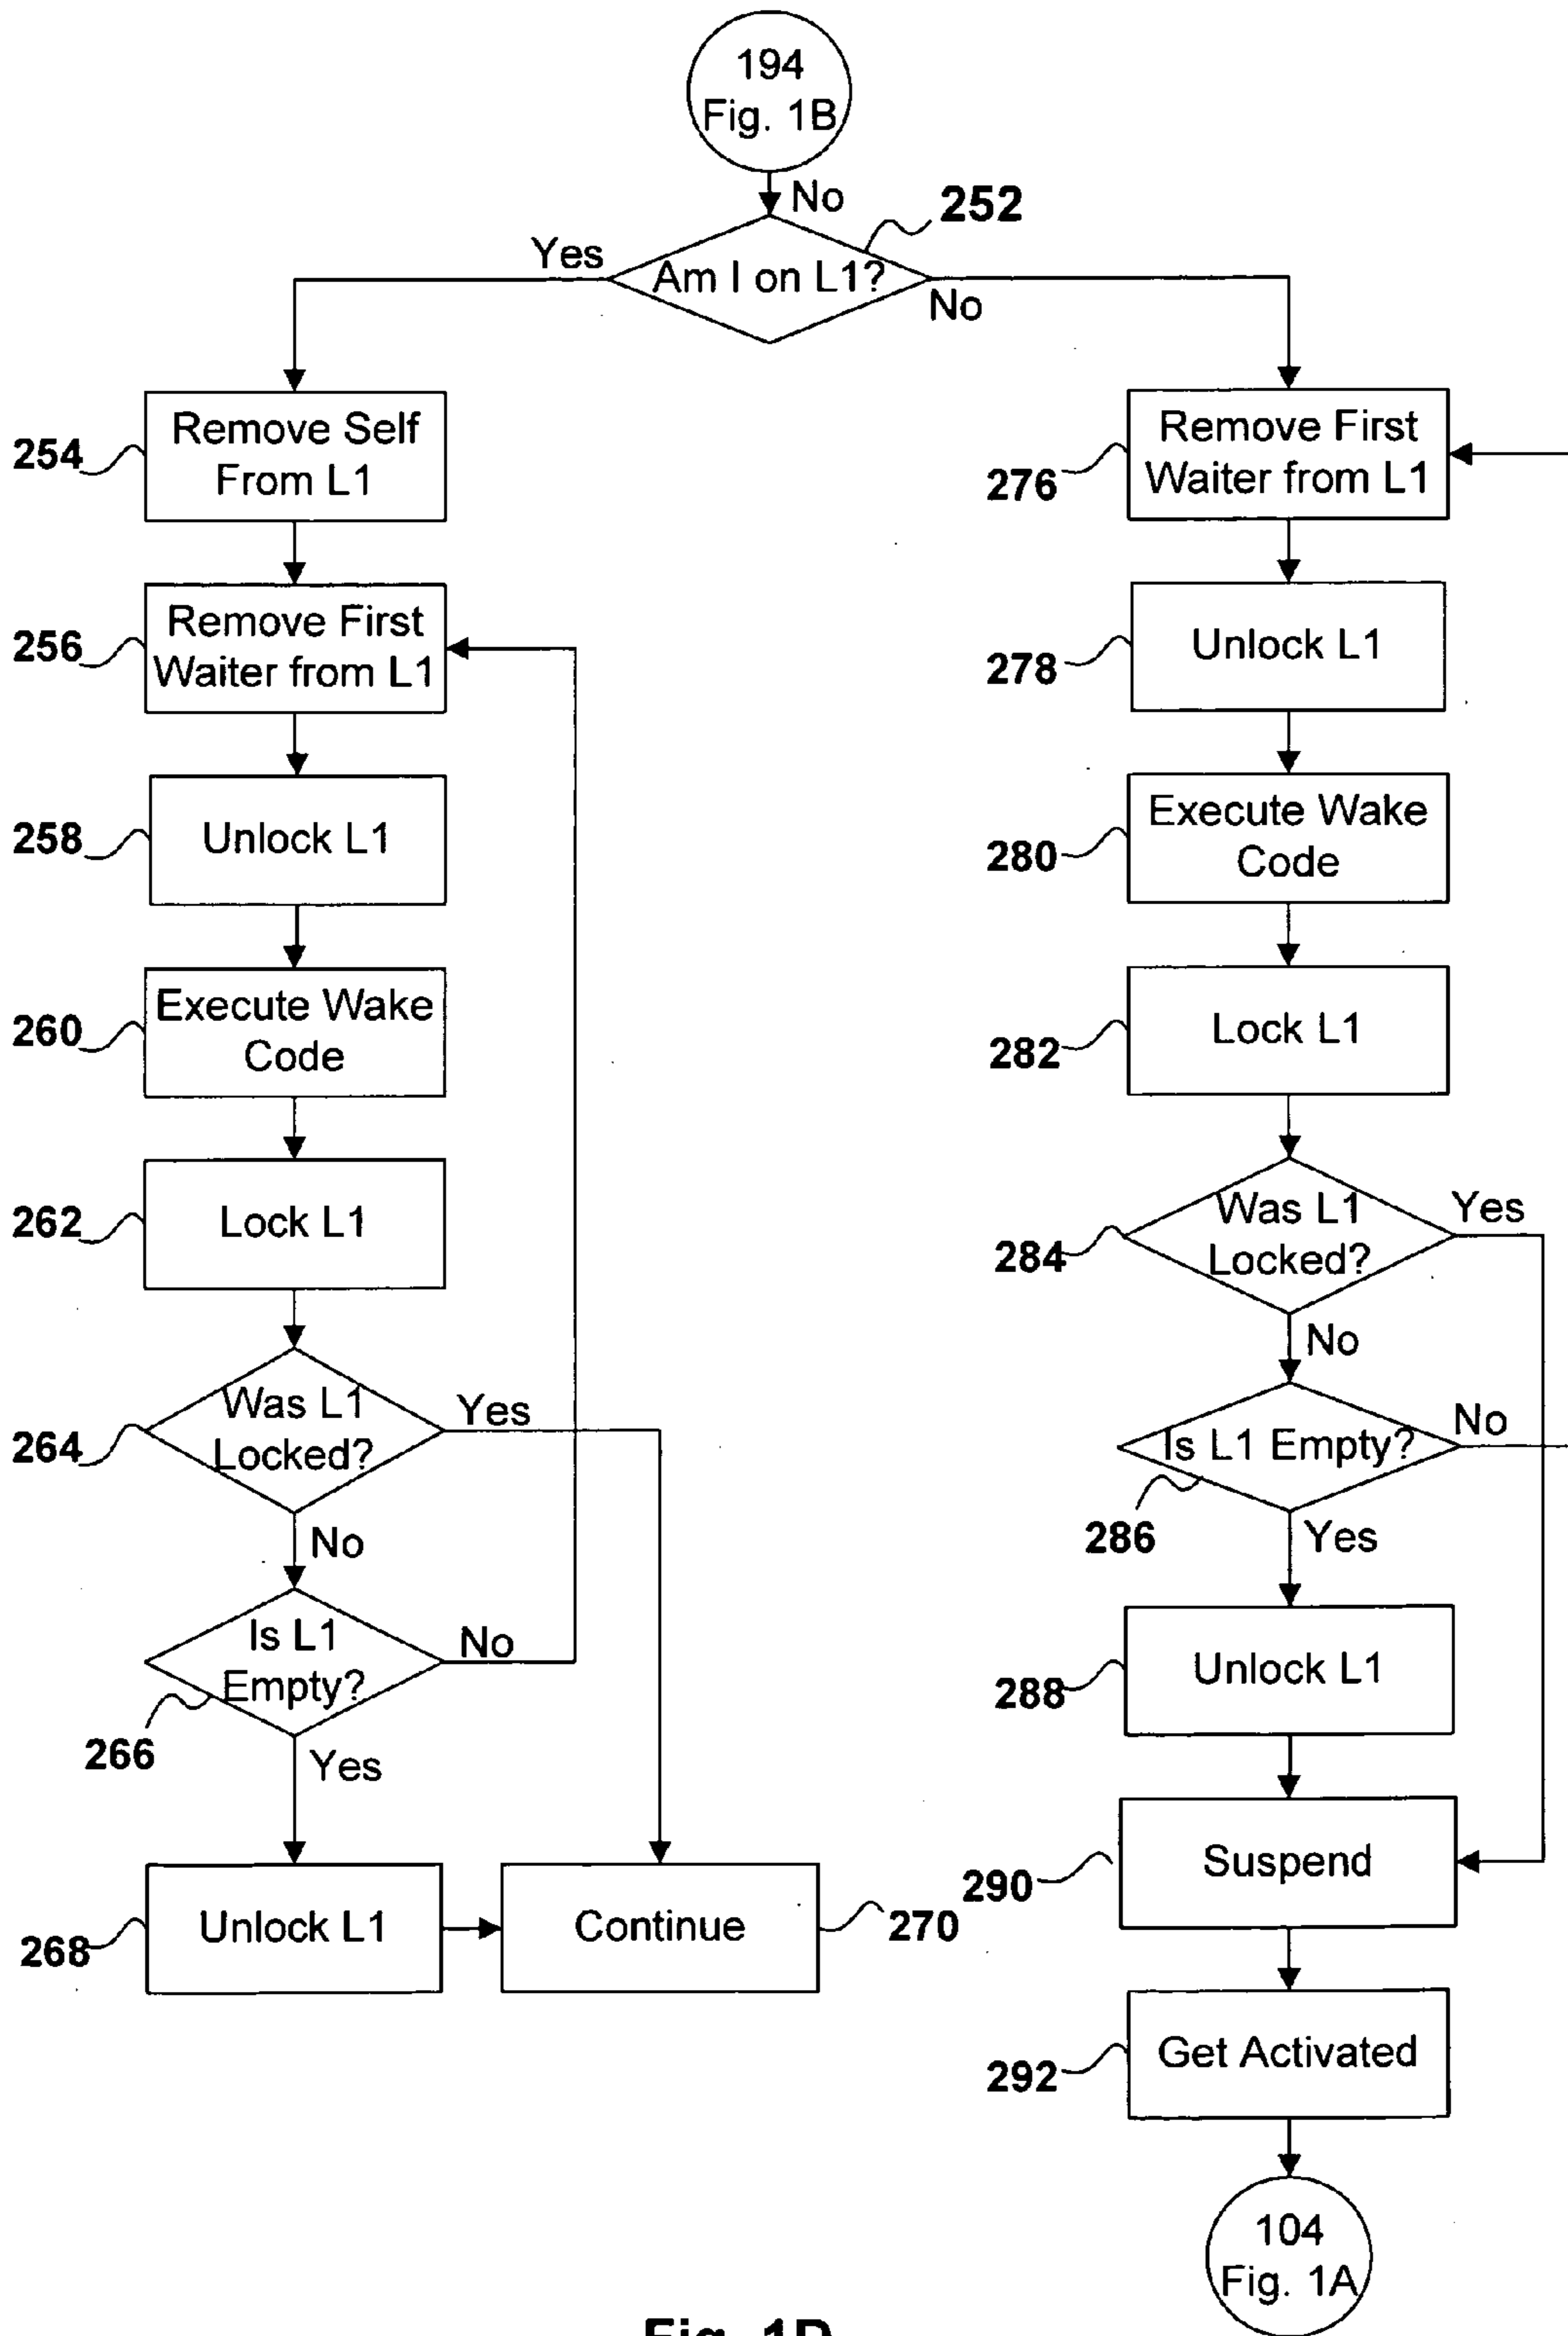 194
Fig. 1B
No
252
Yes
Am I on L1?
No
254
Remove Self
From L1
256
Remove First
Waiter from L1
258
Unlock L1
260
Execute Wake
Code
262
Lock L1
264
Was L1
Locked?
Yes
No
266
Is L1
Empty?
No
Yes
268
Unlock L1
Continue
270
276
Remove First
Waiter from L1
278
Unlock L1
280
Execute Wake
Code
282
Lock L1
284
Was L1
Locked?
Yes
No
286
Is L1 Empty?
No
Yes
288
Unlock L1
290
Suspend
292
Get Activated
104
Fig. 1A
Fig. 1D